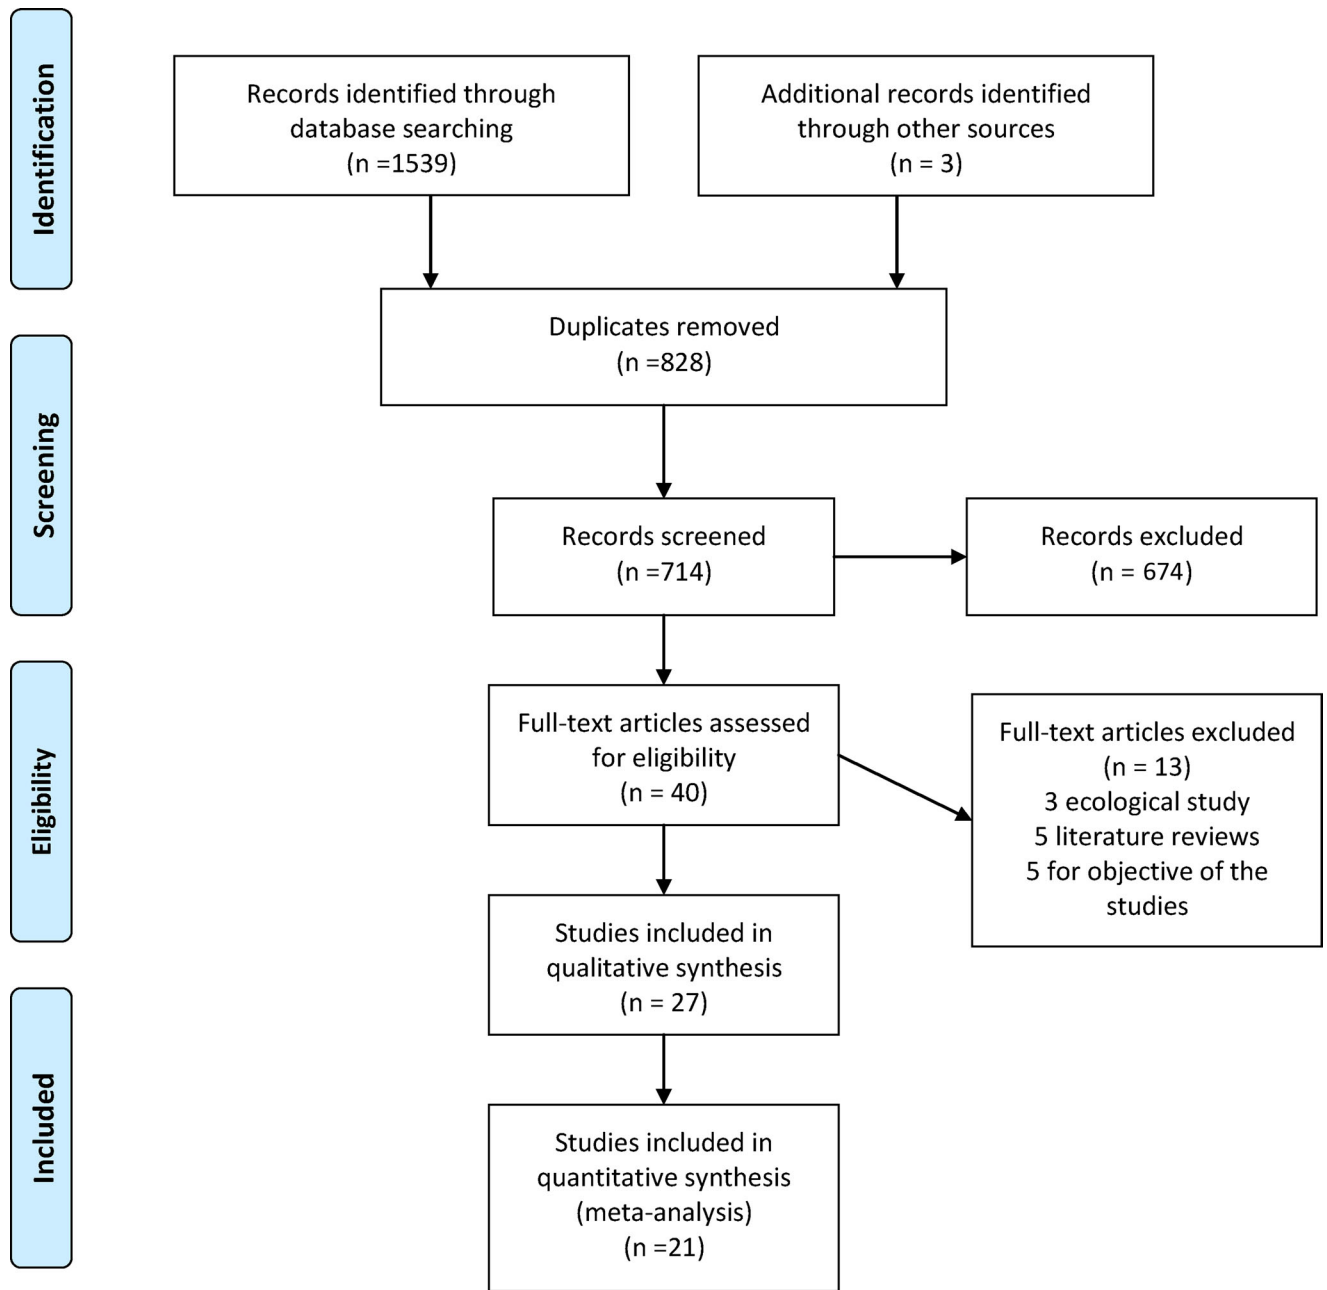 Identification
Records identified through
database searching
(n =1539)
Additional records identified
through other sources
(n = 3)
Duplicates removed
(n =828)
Screening
Records screened
(n =714)
Records excluded
(n = 674)
Eligibility
Full-text articles assessed
for eligibility
(n = 40)
Full-text articles excluded
(n = 13)
3 ecological study
5 literature reviews
5 for objective of the
studies
Studies included in
qualitative synthesis
(n = 27)
Included
Studies included in
quantitative synthesis
(meta-analysis)
(n =21)